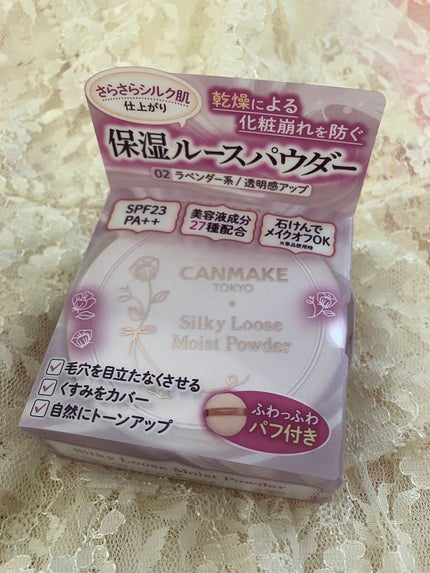 さらさらシルク肌
仕上がり
乾燥による
化粧崩れを防ぐ
保湿ルースパウダー
02 ラベンダー系/透明感アップ
SPF23
PA++
美容液成分
27種配合
石けんで
メイクオフOK
※単品使用時
CANMAKE
TOKYO
Silky Loose
Moist Powder
毛穴を目立たなくさせる
くすみをカバー
自然にトーンアップ
ふわっふわ
パフ付き
Silky Loose Moist Powder